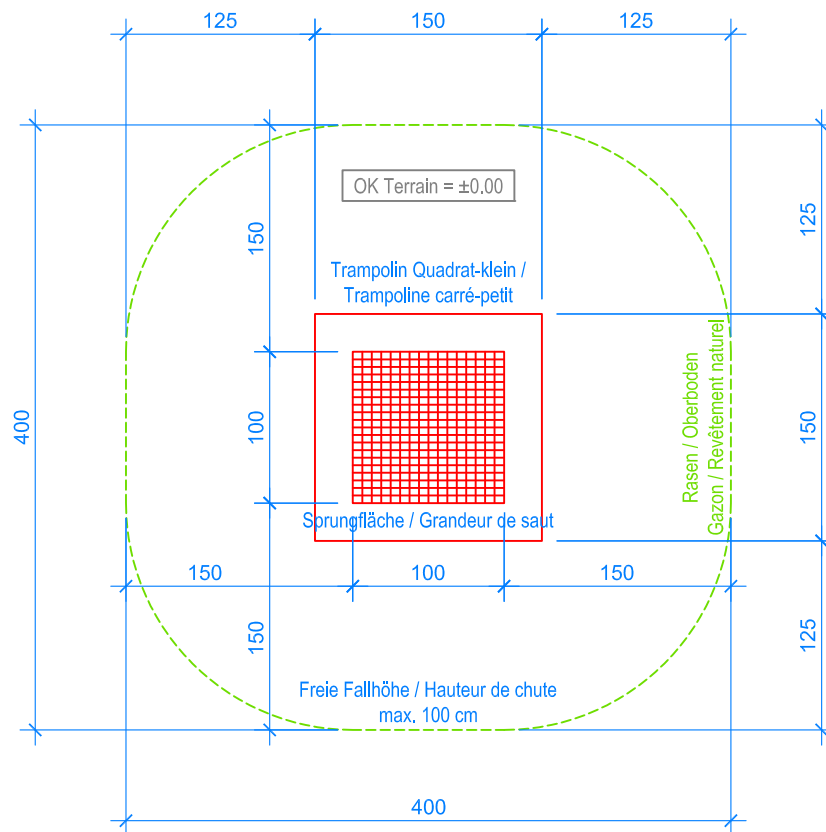 125
150
125
OK Terrain = ±0.00
150
125
Trampolin Quadrat-klein /
Trampoline carré-petit
400
100
150
Rasen / Oberboden
Gazon / Revêtement naturel
Sprungfläche / Grandeur de saut
150
100
150
150
125
Freie Fallhöhe / Hauteur de chute
max. 100 cm
400